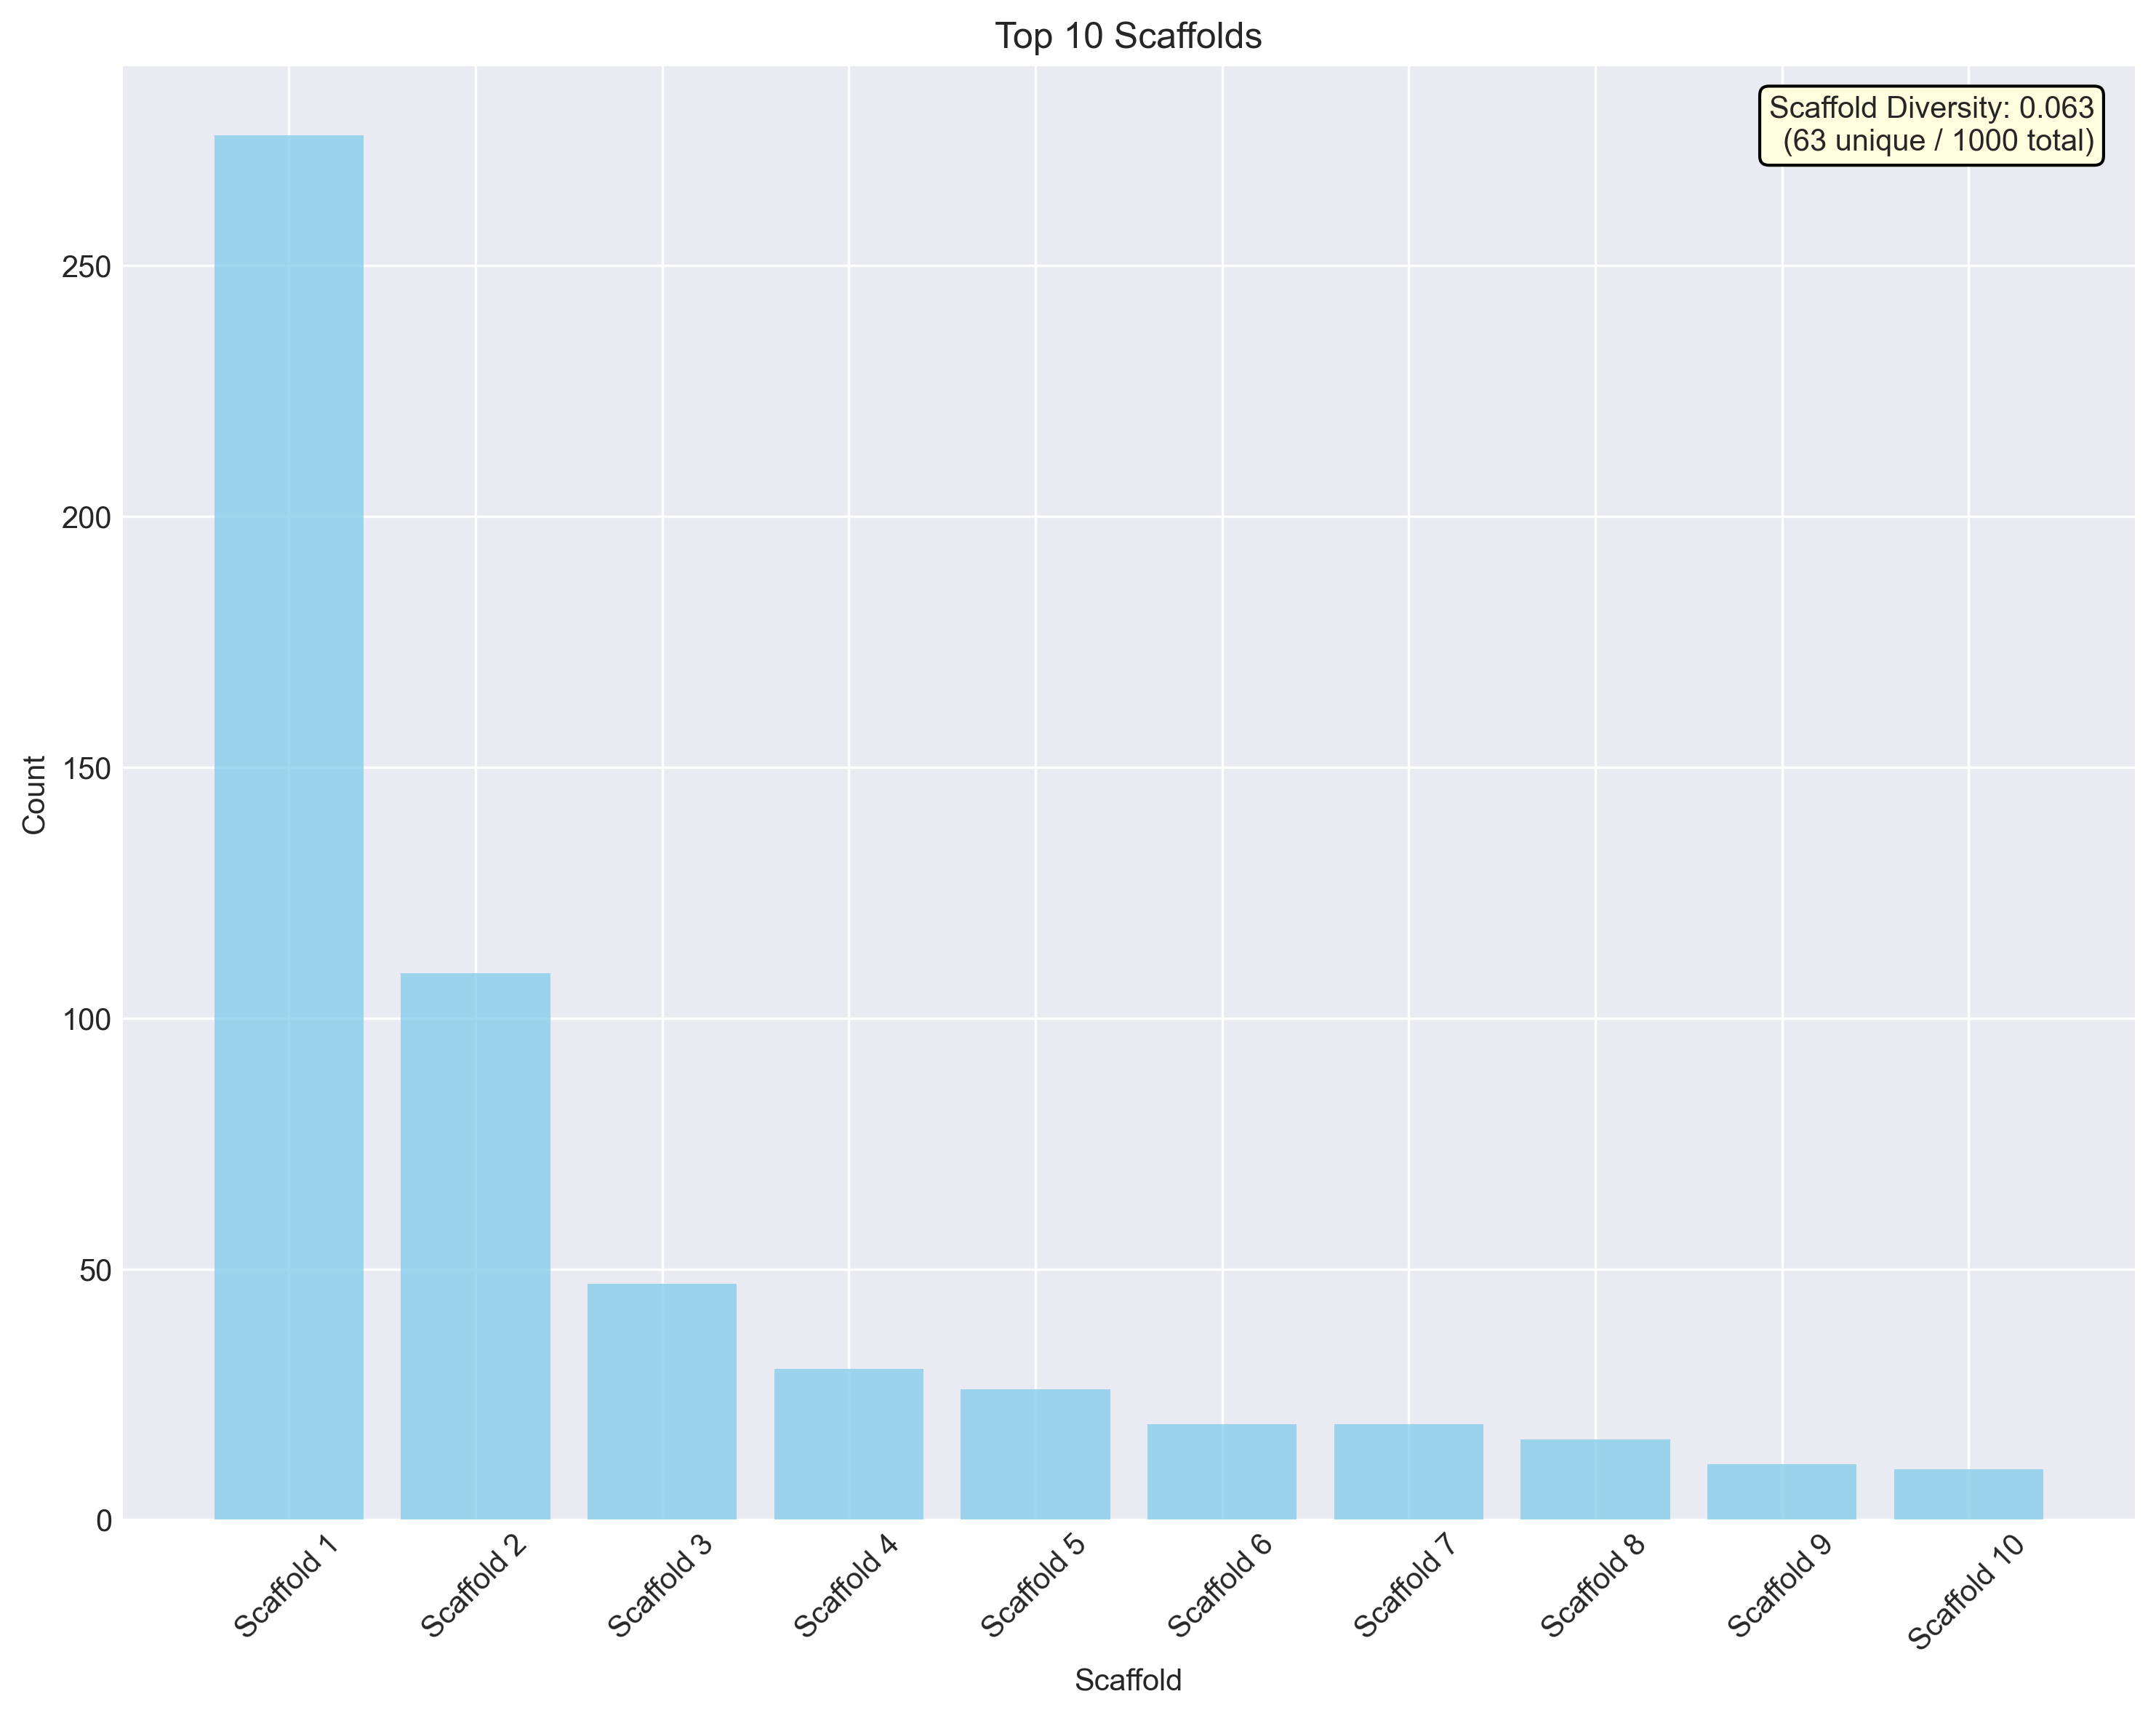 Top 10 Scaffolds
Scaffold Diversity: 0.063
(63 unique / 1000 total)
Count
250
200
150
100
50
0
Scaffold 1
Scaffold 2
Scaffold 3
Scaffold 4
Scaffold 5
Scaffold 6
Scaffold 7
Scaffold 8
Scaffold 9
Scaffold 10
Scaffold